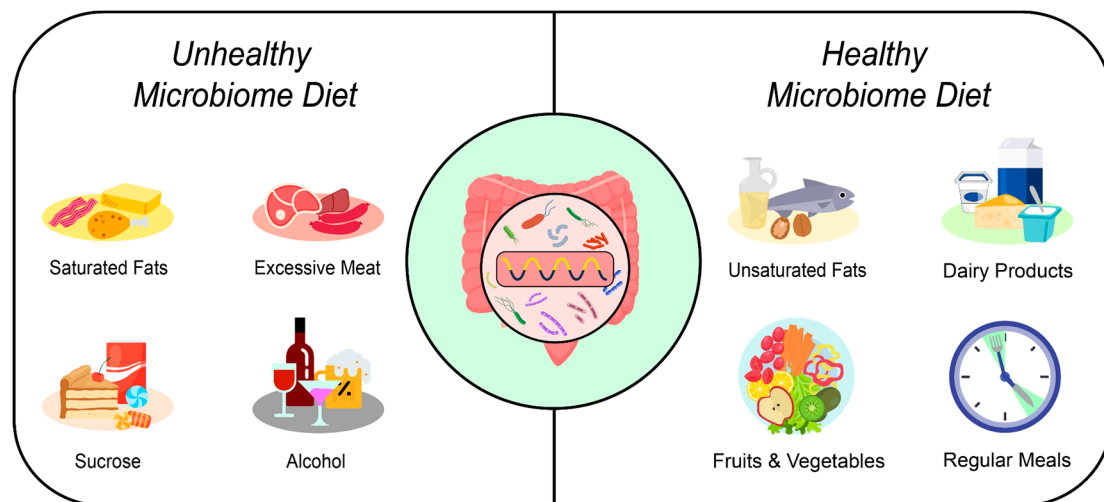 Unhealthy
Microbiome Diet
Saturated Fats
Excessive Meat
Sucrose
Alcohol
Healthy
Microbiome Diet
Unsaturated Fats
Dairy Products
Fruits & Vegetables
Regular Meals